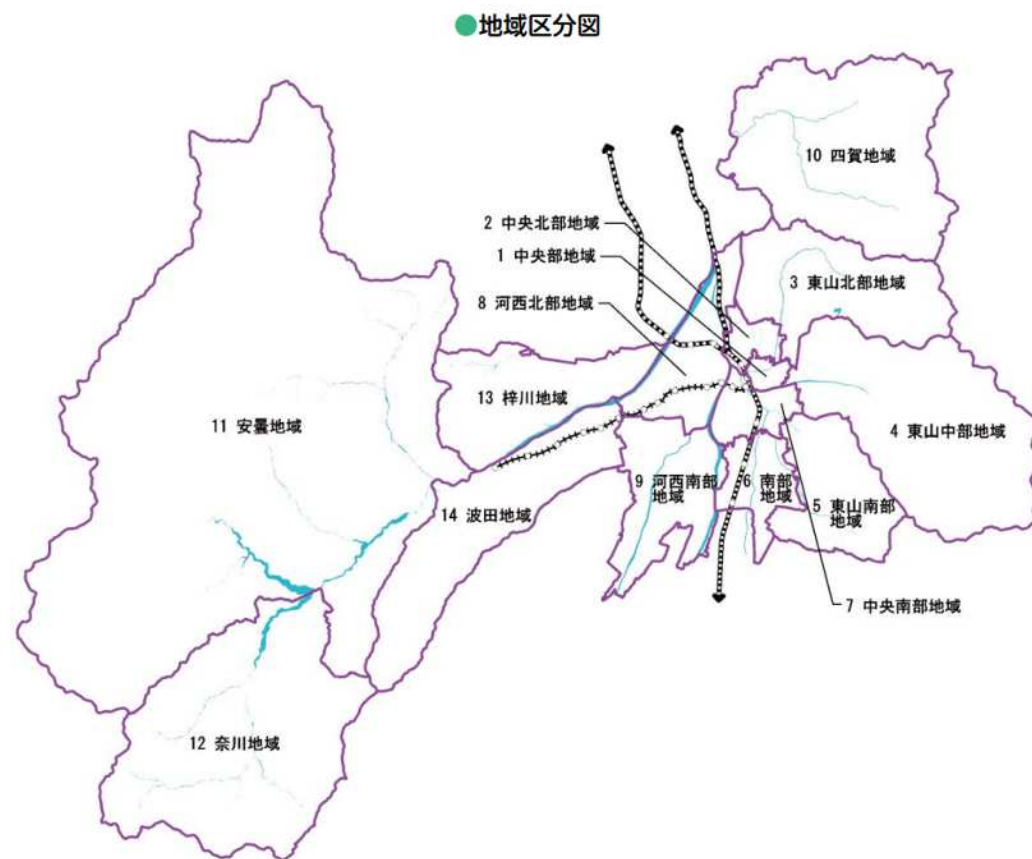 ●地域区分図
10 四賀地域
2 中央北部地域
1 中央部地域
3 東山北部地域
8 河西北部地域
13 梓川地域
11 安曇地域
4 東山中部地域
9 河西南部
地域
6 南部
地域
5 東山南部
地域
14 波田地域
7 中央南部地域
12 奈川地域